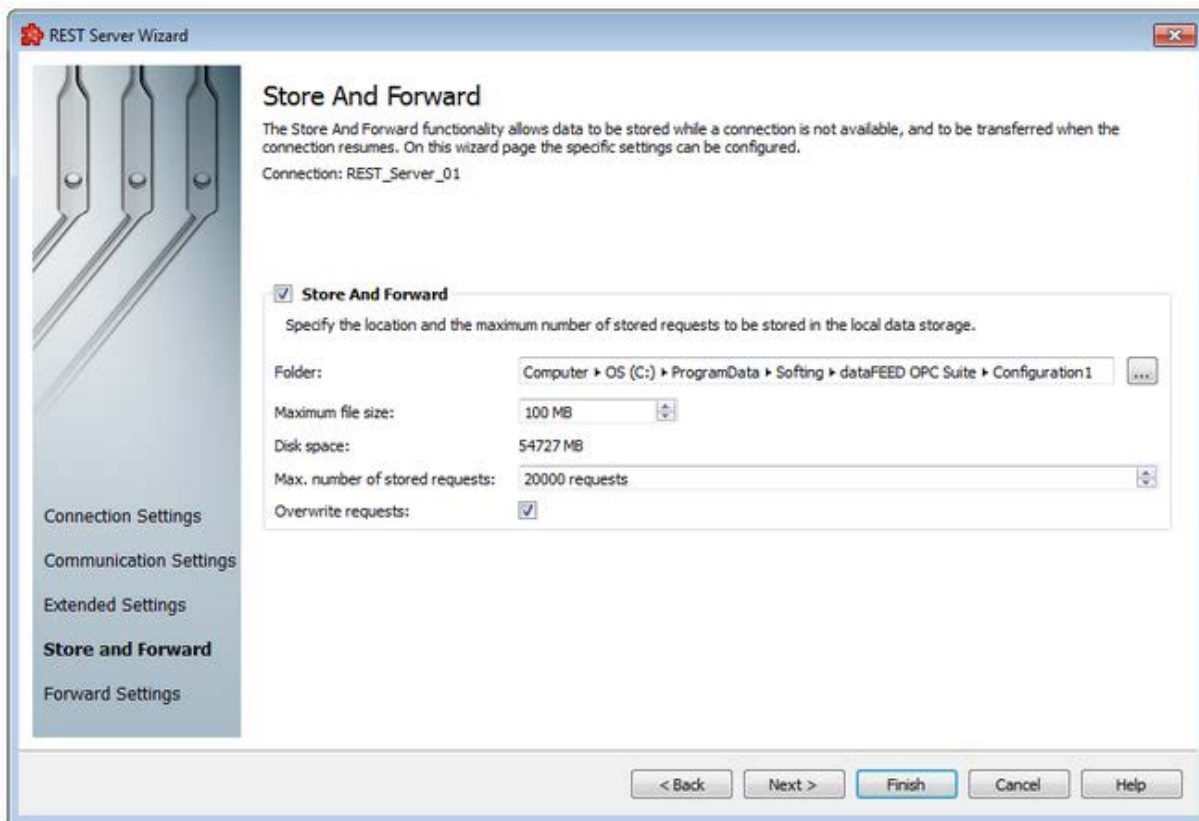 REST Server Wizard
Store And Forward
The Store And Forward functionality allows data to be stored while a connection is not available, and to be transferred when the
connection resumes. On this wizard page the specific settings can be configured.
Connection: REST_Server_01
Store And Forward
Specify the location and the maximum number of stored requests to be stored in the local data storage.
Folder: Computer ▸ OS (C:) ▸ ProgramData ▸ Softing ▸ dataFEED OPC Suite ▸ Configuration1 ...
Maximum file size: 100 MB
Disk space: 54727 MB
Max. number of stored requests: 20000 requests
Overwrite requests:
Connection Settings
Communication Settings
Extended Settings
Store and Forward
Forward Settings
< Back Next > Finish Cancel Help